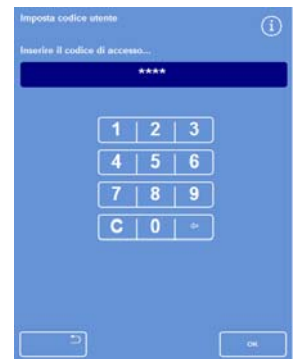 Imposta codice utente
i
Inserire il codice di accesso...
****
1 2 3
4 5 6
7 8 9
C 0
OK